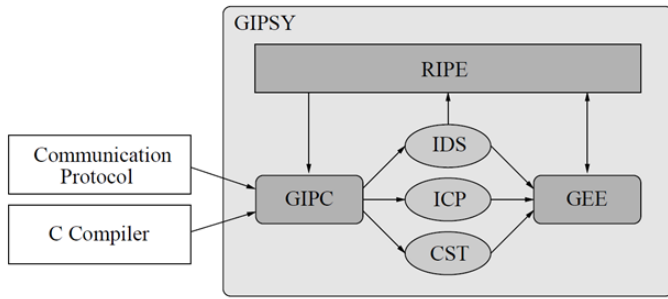 GIPSY
RIPE
Communication
Protocol
C Compiler
GIPC
IDS
ICP
CST
GEE